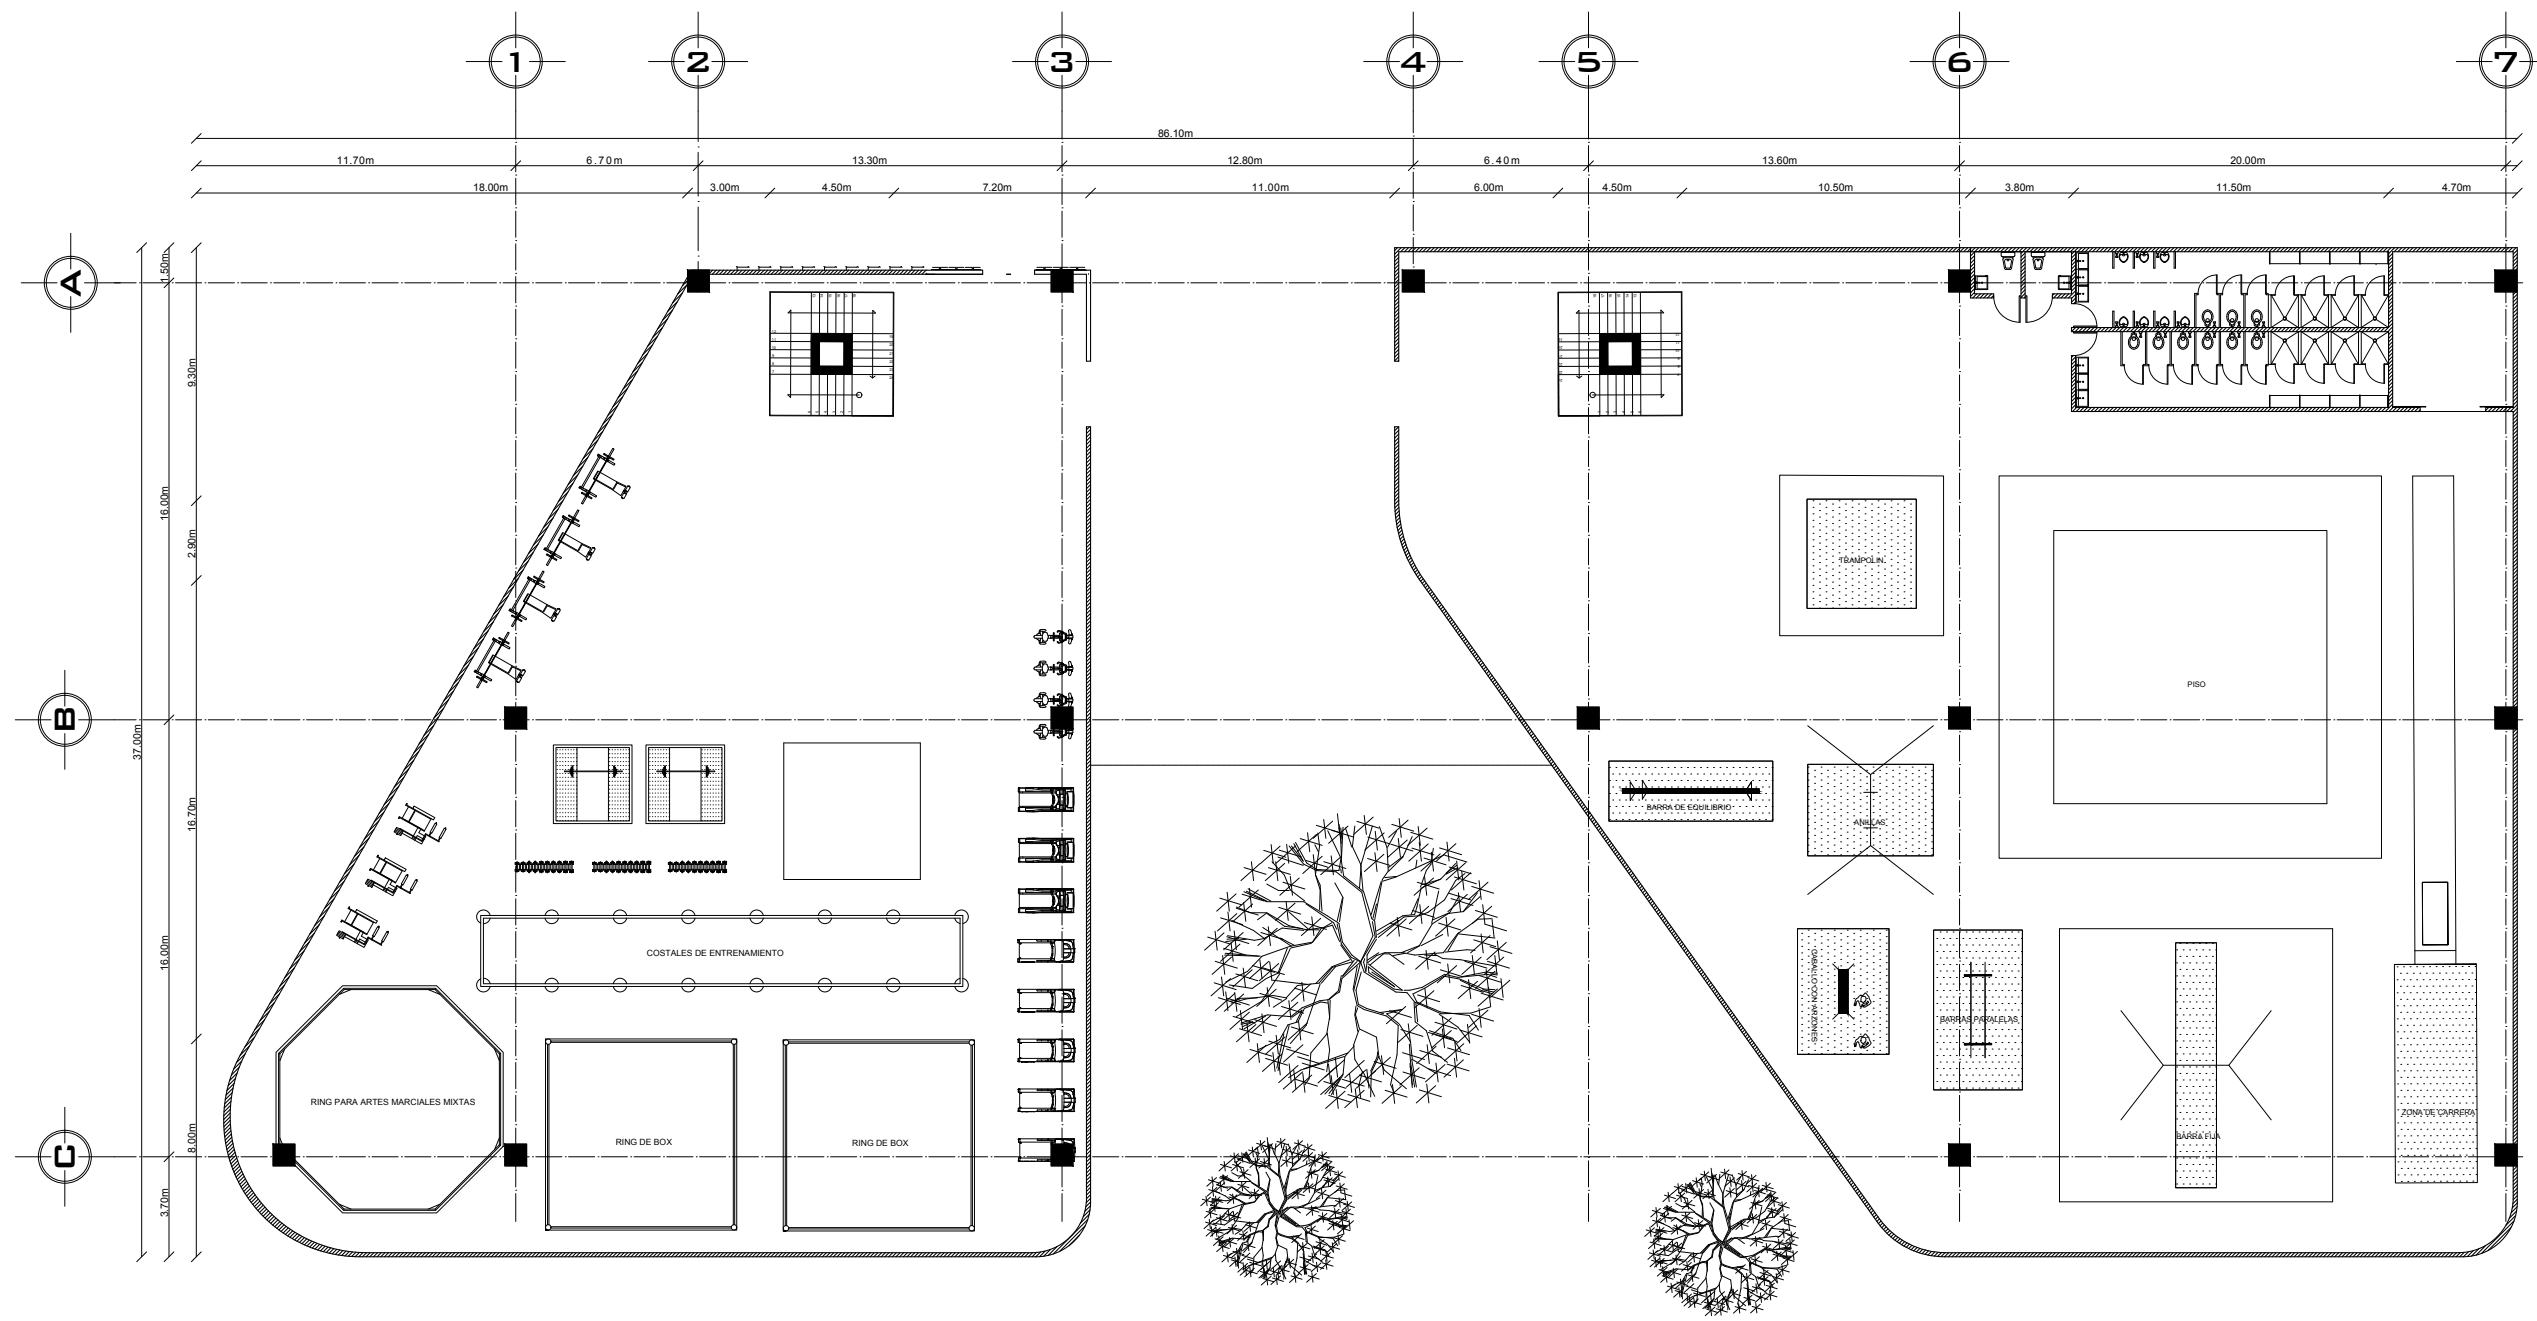 1
2
3
4
5
6
7
86.10m
11.70m
6.70m
13.30m
12.80m
6.40m
13.60m
20.00m
18.00m
3.00m
4.50m
7.20m
11.00m
6.00m
4.50m
10.50m
3.80m
11.50m
4.70m
A
B
C
1.50m
16.00m
16.00m
3.70m
37.00m
9.30m
2.90m
16.70m
8.00m
TRAMPOLIN
PISO
BARRA DE EQUILIBRIO
ANILLAS
COSTALES DE ENTRENAMIENTO
CABALLO CON ARZONES
BARRAS PARALELAS
RING PARA ARTES MARCIALES MIXTAS
RING DE BOX
RING DE BOX
ZONA DE CARRERA
BARRA FIJA